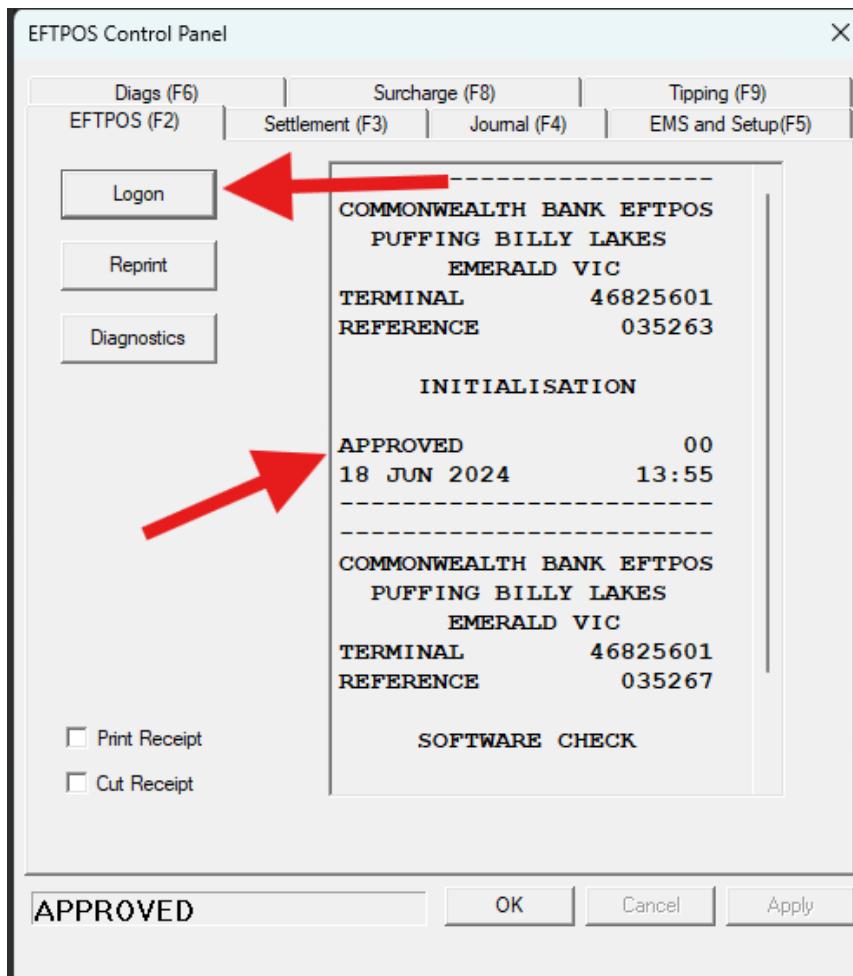 EFTPOS Control Panel
Diags (F6) Surcharge (F8) Tipping (F9)
EFTPOS (F2) Settlement (F3) Journal (F4) EMS and Setup(F5)
Logon
Reprint
Diagnostics
------------------
COMMONWEALTH BANK EFTPOS
PUFFING BILLY LAKES
EMERALD VIC
TERMINAL 46825601
REFERENCE 035263
INITIALISATION
APPROVED 00
18 JUN 2024 13:55
------------------------
------------------------
COMMONWEALTH BANK EFTPOS
PUFFING BILLY LAKES
EMERALD VIC
TERMINAL 46825601
REFERENCE 035267
SOFTWARE CHECK
Print Receipt
Cut Receipt
APPROVED
OK Cancel Apply